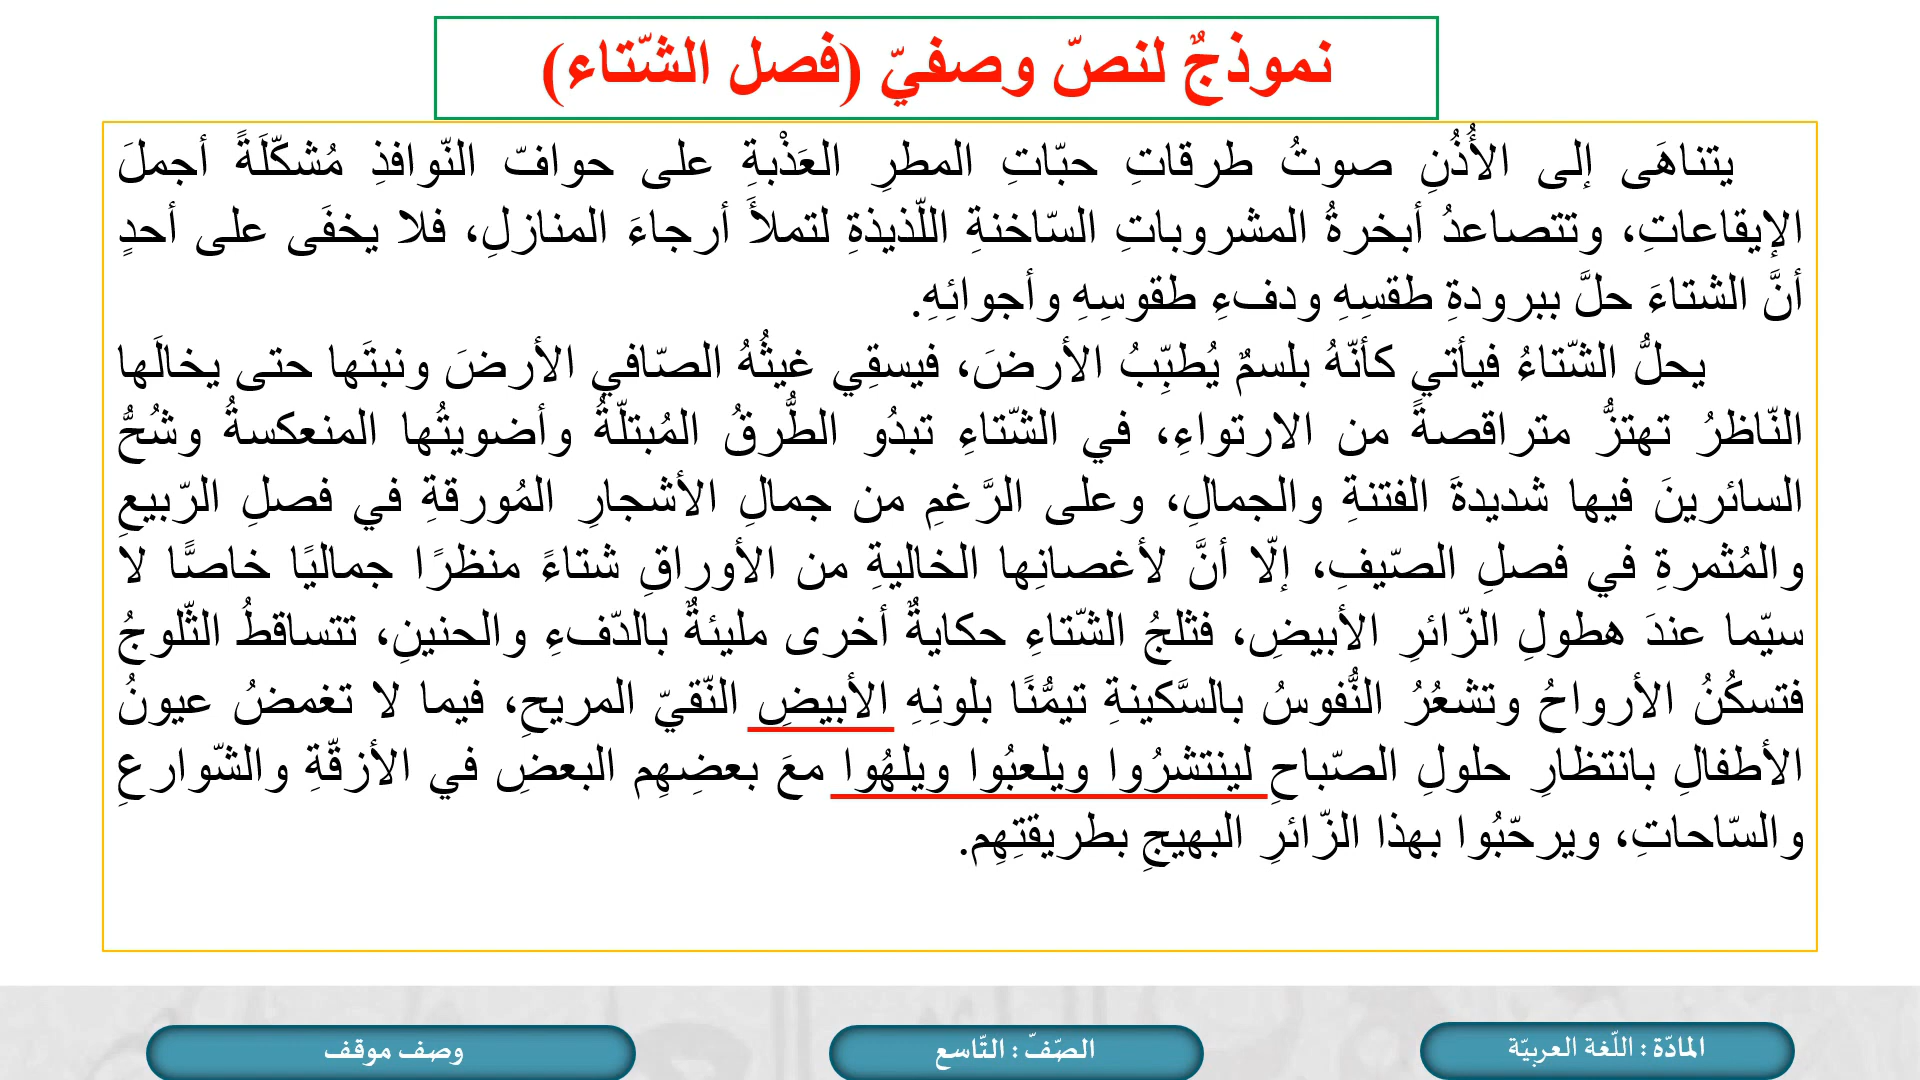 نموذجٌ لنصّ وصفيّ (فصل الشّتاء)
يتناهَى إلى الأُذُنِ صوتُ طرقاتِ حبّاتِ المطرِ العَذْبةِ على حوافّ النّوافذِ مُشكّلَةً أجملَ
الإيقاعاتِ، وتتصاعدُ أبخرةُ المشروباتِ السّاخنةِ اللّذيذةِ لتملأَ أرجاءَ المنازلِ، فلا يخفَى على أحدٍ
أنَّ الشتاءَ حلَّ ببرودةِ طقسِهِ ودفءِ طقوسِهِ وأجوائِهِ.
يحلُّ الشّتاءُ فيأتي كأنّهُ بلسمٌ يُطبِّبُ الأرضَ، فيسقِي غيثُهُ الصّافي الأرضَ ونبتَها حتى يخالَها
النّاظرُ تهتزُّ متراقصةً من الارتواءِ، في الشّتاءِ تبدُو الطُّرقُ المُبتلّةُ وأضويتُها المنعكسةُ وشُحُّ
السائرينَ فيها شديدةَ الفتنةِ والجمالِ، وعلى الرَّغمِ من جمالِ الأشجارِ المُورقةِ في فصلِ الرّبيعِ
والمُثمرةِ في فصلِ الصّيفِ، إلّا أنَّ لأغصانِها الخاليةِ من الأوراقِ شتاءً منظرًا جماليًا خاصًّا لا
سيّما عندَ هطولِ الزّائرِ الأبيضِ، فثلجُ الشّتاءِ حكايةٌ أخرى مليئةٌ بالدّفءِ والحنينِ، تتساقطُ الثّلوجُ
فتسكُنُ الأرواحُ وتشعُرُ النُّفوسُ بالسَّكينةِ تيمُّنًا بلونِهِ الأبيضِ النّقيّ المريحِ، فيما لا تغمضُ عيونُ
الأطفالِ بانتظارِ حلولِ الصّباحِ لينتشرُوا ويلعبُوا ويلهُوا معَ بعضِهِم البعضِ في الأزقّةِ والشّوارعِ
والسّاحاتِ، ويرحّبُوا بهذا الزّائرِ البهيجِ بطريقتِهِم.
المادّة : اللّغة العربيّة
الصّفّ : التّاسع
وصف موقف